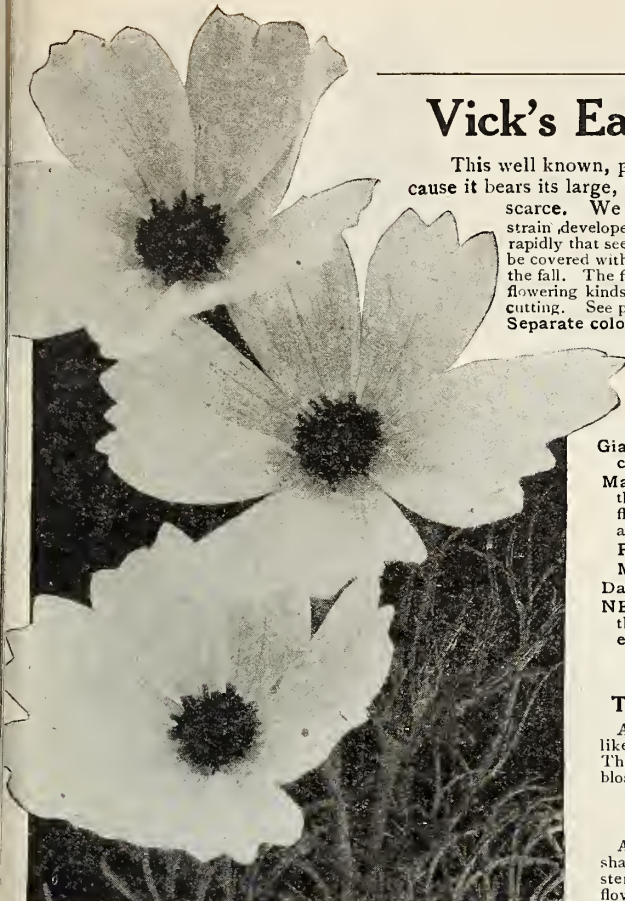 Vick's Ea
This well known, p
cause it bears its large,
scarce. We
strain develope
rapidly that see
be covered with
the fall. The f
flowering kinds
cutting. See p
Separate colo
Gia
c
Ma
th
fl
a
P
M
Da
NE
th
e
T
A
like
Th
blo
A
sha
ster
flov